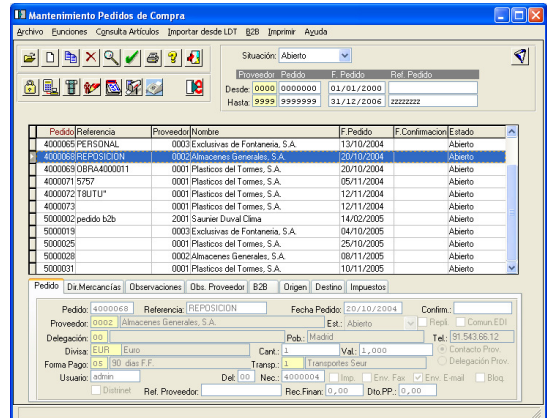 Mantenimiento Pedidos de Compra
Archivo Funciones Consulta Artículos Importar desde LDT B2B Imprimir Ayuda
Situación: Abierto
Proveedor Pedido F. Pedido Ref. Pedido
Desde: 0000 0000000 01/01/2000
Hasta: 9999 9999999 31/12/2006 zzzzzzzz
Pedido Referencia Proveedor Nombre F.Pedido F.Confirmacion Estado
4000065 PERSONAL 0003 Exclusivas de Fontaneria, S.A. 13/10/2004 Abierto
4000068 REPOSICION 0002 Almacenes Generales, S.A. 20/10/2004 Abierto
4000069 OBRA4000011 0001 Plasticos del Tormes, S.A. 20/10/2004 Abierto
4000071 5757 0001 Plasticos del Tormes, S.A. 05/11/2004 Abierto
4000072 T8UTU" 0001 Plasticos del Tormes, S.A. 12/11/2004 Abierto
4000073 0001 Plasticos del Tormes, S.A. 12/11/2004 Abierto
5000002 pedido b2b 2001 Saunier Duval Clima 14/02/2005 Abierto
5000019 0003 Exclusivas de Fontaneria, S.A. 04/10/2005 Abierto
5000025 0001 Plasticos del Tormes, S.A. 25/10/2005 Abierto
5000028 0002 Almacenes Generales, S.A. 08/11/2005 Abierto
5000031 0001 Plasticos del Tormes, S.A. 10/11/2005 Abierto
Pedido Dir.Mercancías Observaciones Obs. Proveedor B2B Origen Destino Impuestos
Pedido: 4000068 Referencia: REPOSICION Fecha Pedido: 20/10/2004 Confirm.:
Proveedor: 0002 Almacenes Generales, S.A. Est.: Abierto Repli. Comun.EDI
Delegación: 00 Pob.: Madrid Tel.: 91.543.66.12
Divisa: EUR Euro Cant.: 1 Val.: 1,000 Contacto Prov.
Forma Pago: 05 90 dias F.F. Transp.: 1 Transportes Seur Delegación Prov.
Usuario: admin Del: 00 Nec.: 4000004 Imp. Env. Fax Env. E-mail Bloq
Distinet Ref. Proveedor: Rec.Finan: 0,00 Dto.PP.: 0,00